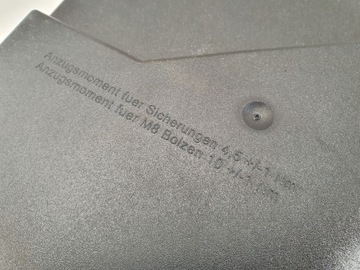 Anzugsmoment fuer Sicherungen 4,5 +/-1 Nm
Anzugsmoment fuer M8 Bolzen 10 +/-1 Nm